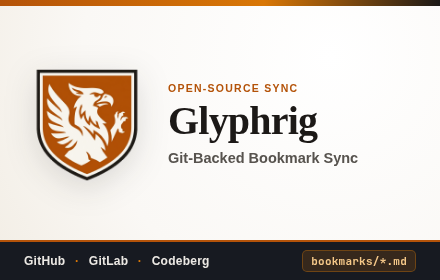 OPEN-SOURCE SYNC
Glyphrig
Git-Backed Bookmark Sync
GitHub · GitLab · Codeberg
bookmarks/*.md